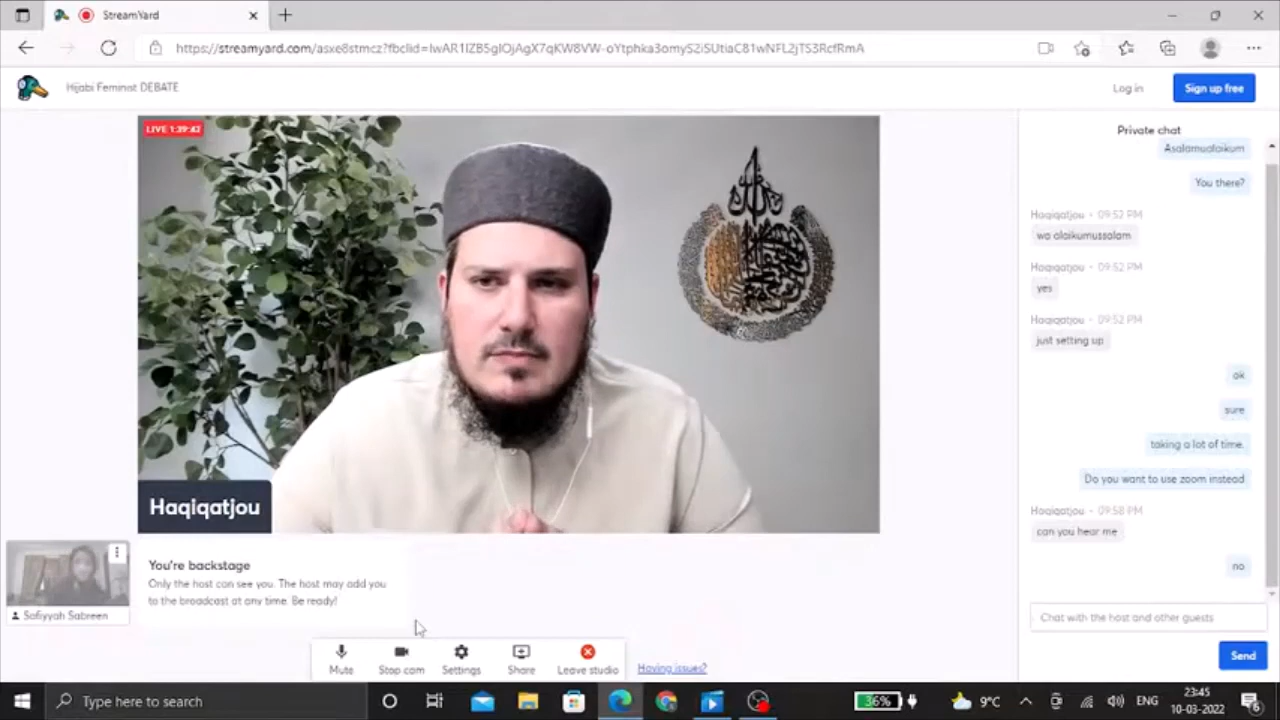 StreamYard
https://streamyard.com/asxe8stmcz?fbclid=
Hijabi Feminist DEBATE
Log in
Sign up free
LIVE 1:39:43
Haqiqatjou
Private chat
Asalamualaikum
You there?
Haqiqatjou • 09:52 PM
wa alaikumussalam
Haqiqatjou • 09:52 PM
yes
Haqiqatjou • 09:52 PM
just setting up
ok
sure
taking a lot of time.
Do you want to use zoom instead
Haqiqatjou • 09:58 PM
can you hear me
no
Chat with the host and other guests
Send
You're backstage
Only the host can see you. The host may add you
to the broadcast at any time. Be ready!
Safiyyah Sabreen
Mute
Stop cam
Settings
Share
Leave studio
Having issues?
Type here to search
36%
9°C
ENG
23:45
10-03-2022
6